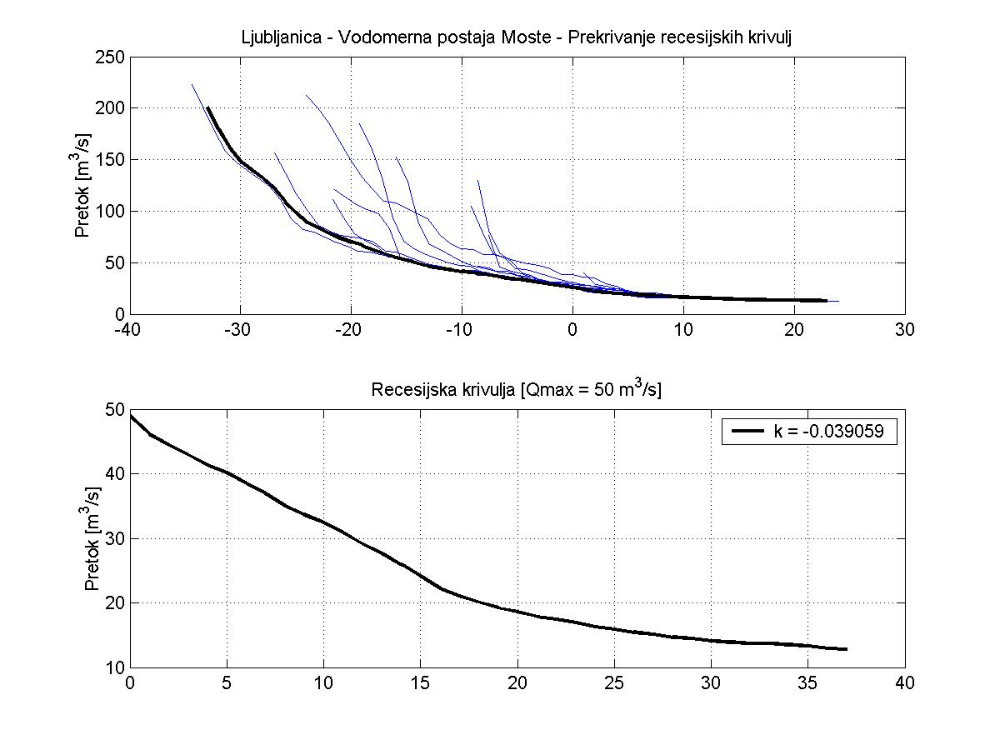 Ljubljanica - Vodomerna postaja Moste - Prekrivanje recesijskih krivulj
Pretok [m³/s]
250
200
150
100
50
0
-40 -30 -20 -10 0 10 20 30
Recesijska krivulja [Qmax = 50 m³/s]
Pretok [m³/s]
50
40
30
20
10
k = -0.039059
0 5 10 15 20 25 30 35 40